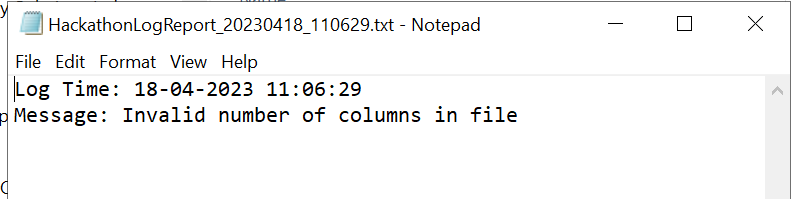 HackathonLogReport_20230418_110629.txt - Notepad
File Edit Format View Help
Log Time: 18-04-2023 11:06:29
Message: Invalid number of columns in file